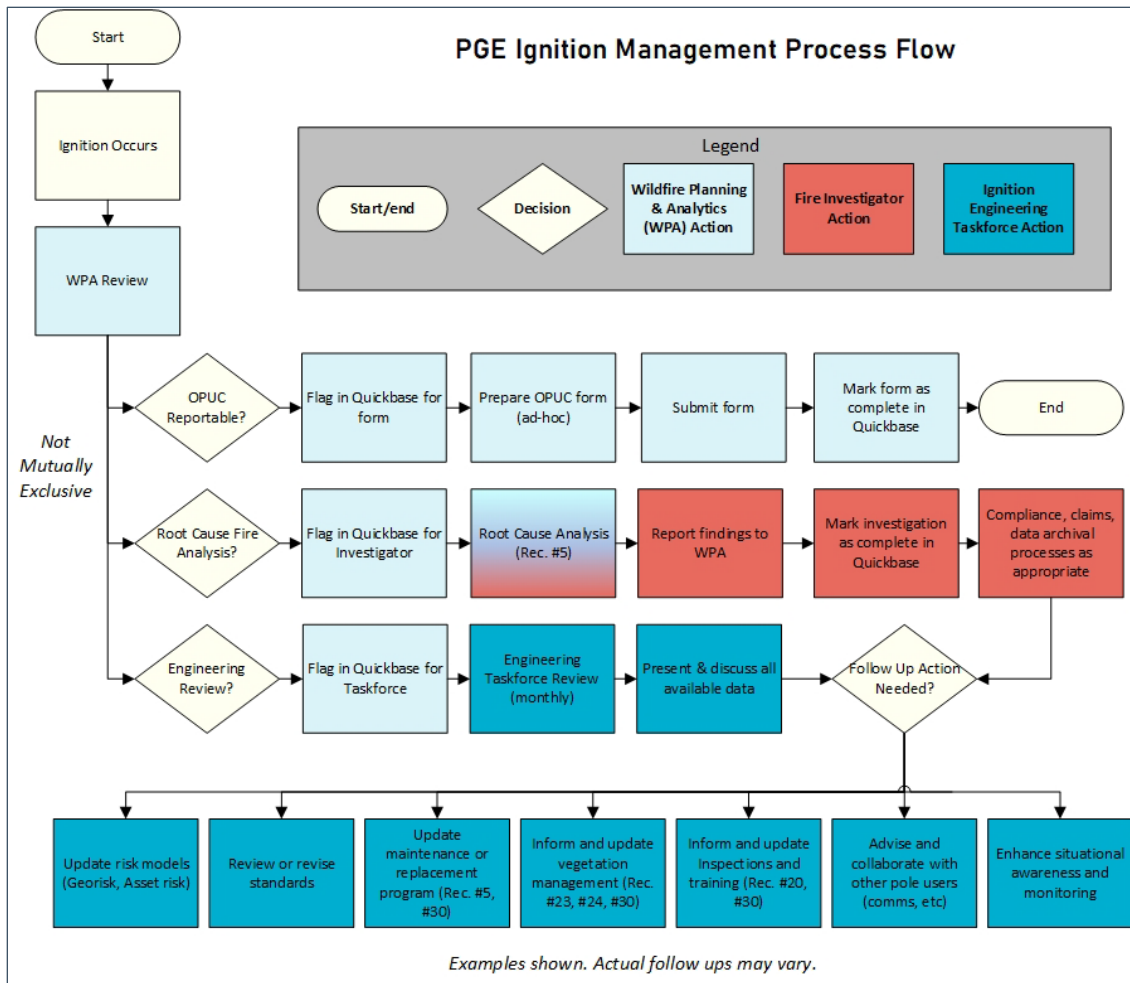 Start
PGE Ignition Management Process Flow
Ignition Occurs
Legend
Start/end
Decision
Wildfire Planning
& Analytics
(WPA) Action
Fire Investigator
Action
Ignition
Engineering
Taskforce Action
WPA Review
OPUC
Reportable?
Flag in Quickbase for
form
Prepare OPUC form
(ad-hoc)
Submit form
Mark form as
complete in
Quickbase
End
Not
Mutually
Exclusive
Root Cause Fire
Analysis?
Flag in Quickbase for
Investigator
Root Cause Analysis
(Rec. #5)
Report findings to
WPA
Mark investigation
as complete in
Quickbase
Compliance, claims,
data archival
processes as
appropriate
Engineering
Review?
Flag in Quickbase for
Taskforce
Engineering
Taskforce Review
(monthly)
Present & discuss all
available data
Follow Up Action
Needed?
Update risk models
(Georisk, Asset risk)
Review or revise
standards
Update
maintenance or
replacement
program (Rec. #5,
#30)
Inform and update
vegetation
management (Rec.
#23, #24, #30)
Inform and update
Inspections and
training (Rec. #20,
#30)
Advise and
collaborate with
other pole users
(comms, etc)
Enhance situational
awareness and
monitoring
Examples shown. Actual follow ups may vary.